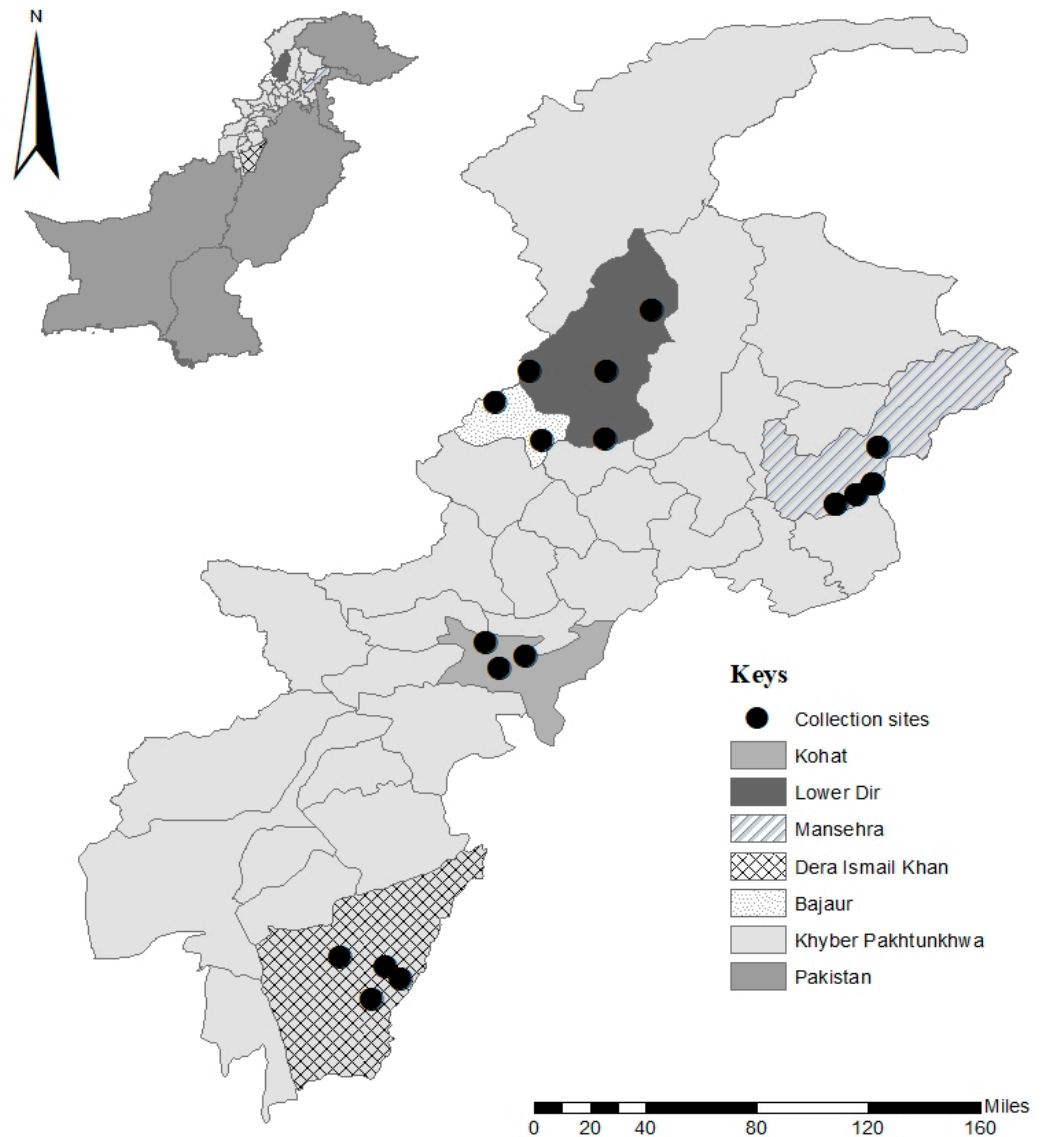 N
Keys
Collection sites
Kohat
Lower Dir
Mansehra
Dera Ismail Khan
Bajaur
Khyber Pakhtunkhwa
Pakistan
Miles
0 20 40 80 120 160